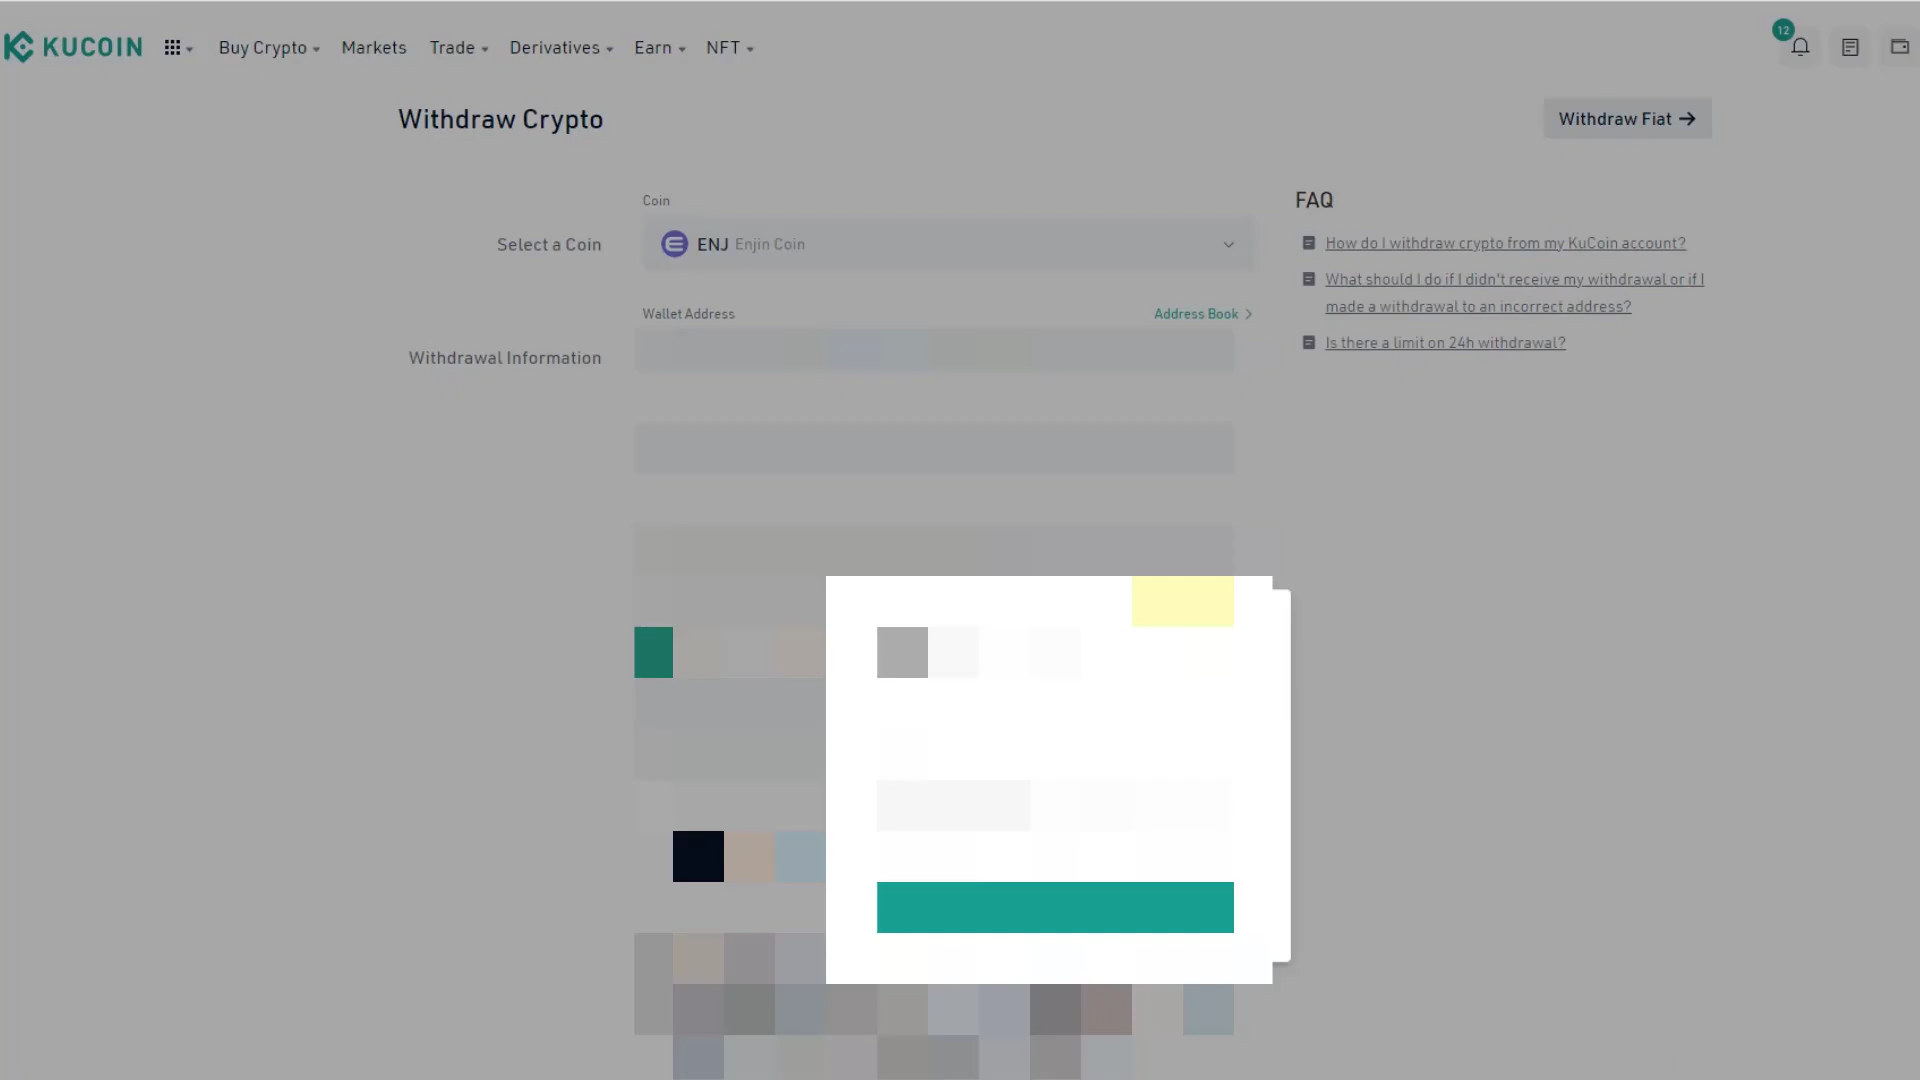 KUCOIN
Buy Crypto
Markets
Trade
Derivatives
Earn
NFT
12
Withdraw Crypto
Withdraw Fiat →
Coin
Select a Coin
ENJ Enjin Coin
Wallet Address
Address Book >
Withdrawal Information
FAQ
How do I withdraw crypto from my KuCoin account?
What should I do if I didn't receive my withdrawal or if I
made a withdrawal to an incorrect address?
Is there a limit on 24h withdrawal?